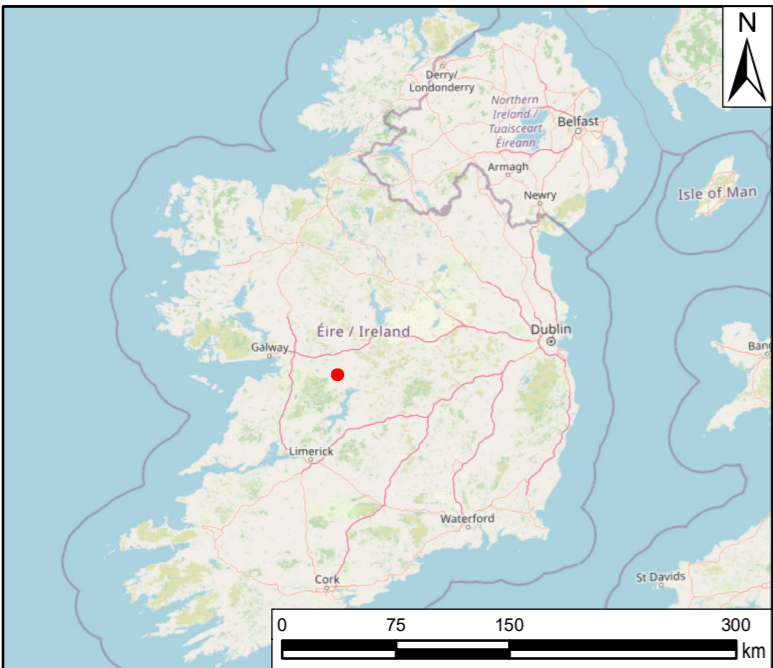 N
Derry/
Londonderry
Northern
Ireland /
Tuaisceart
Éireann
Belfast
Armagh
Isle of Man
Newry
Éire / Ireland
Dublin
Galway
Bang
Limerick
Waterford
St Davids
Cork
0 75 150 300
km